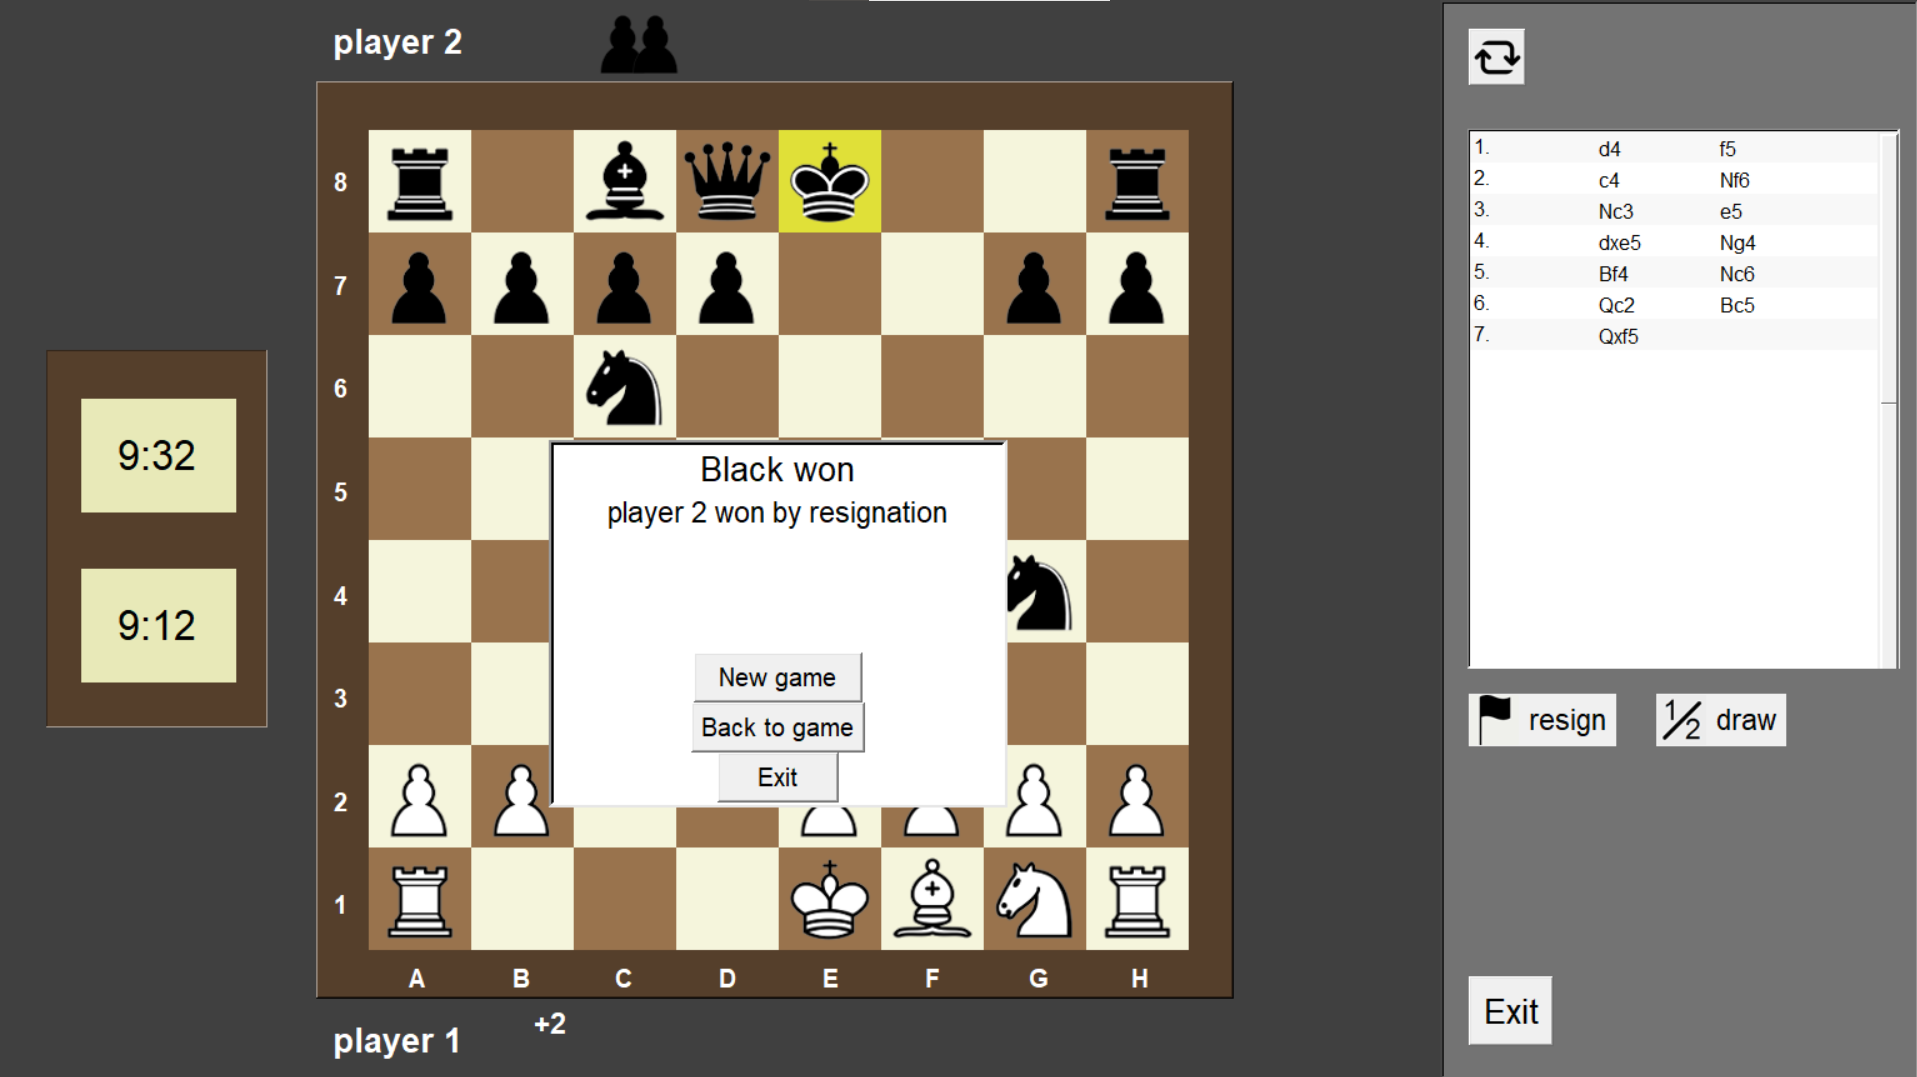 player 2
8
7
6
5
4
3
2
1
A B C D E F G H
+2
player 1
9:32
9:12
Black won
player 2 won by resignation
New game
Back to game
Exit
1. d4 f5
2. c4 Nf6
3. Nc3 e5
4. dxe5 Ng4
5. Bf4 Nc6
6. Qc2 Bc5
7. Qxf5
resign
1/2 draw
Exit